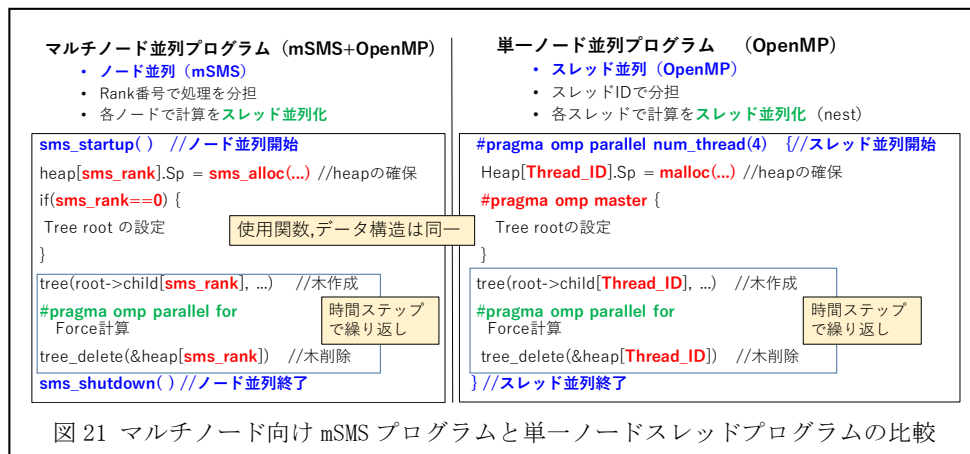 マルチノード並列プログラム（mSMS+OpenMP)
• ノード並列（mSMS）
• Rank番号で処理を分担
• 各ノードで計算をスレッド並列化
sms_startup( ) //ノード並列開始
heap[sms_rank].Sp = sms_alloc(...) //heapの確保
if(sms_rank==0) {
Tree root の設定
}
tree(root->child[sms_rank], ...) //木作成
#pragma omp parallel for
Force計算
tree_delete(&heap[sms_rank]) //木削除
sms_shutdown( ) //ノード並列終了
時間ステップ
で繰り返し
使用関数,データ構造は同一
単一ノード並列プログラム （OpenMP)
• スレッド並列（OpenMP）
• スレッドIDで分担
• 各スレッドで計算をスレッド並列化（nest）
#pragma omp parallel num_thread(4) {//スレッド並列開始
Heap[Thread_ID].Sp = malloc(...) //heapの確保
#pragma omp master {
Tree rootの設定
}
tree(root->child[Thread_ID], ...) //木作成
#pragma omp parallel for
Force計算
tree_delete(&heap[Thread_ID]) //木削除
} //スレッド並列終了
時間ステップ
で繰り返し
図 21 マルチノード向け mSMS プログラムと単一ノードスレッドプログラムの比較